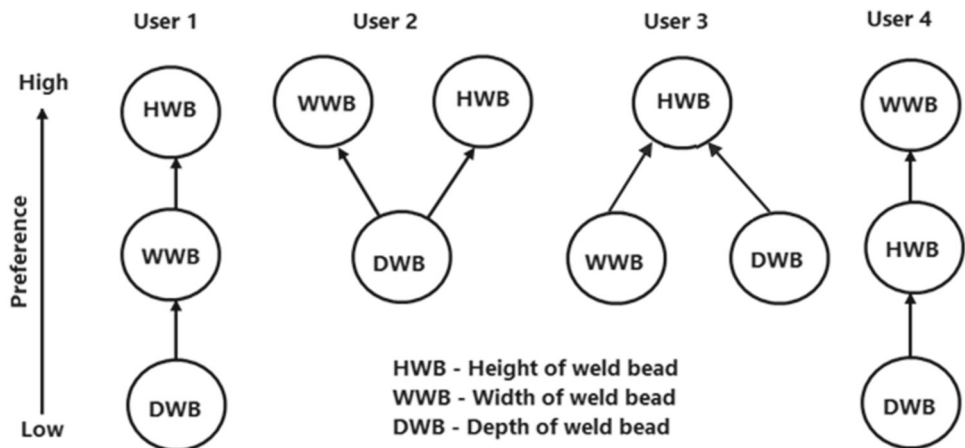 User 1 User 2 User 3 User 4
High
HWB WWB HWB HWB WWB
Preference
WWB DWB WWB DWB HWB
HWB - Height of weld bead
WWB - Width of weld bead
DWB - Depth of weld bead
DWB DWB
Low